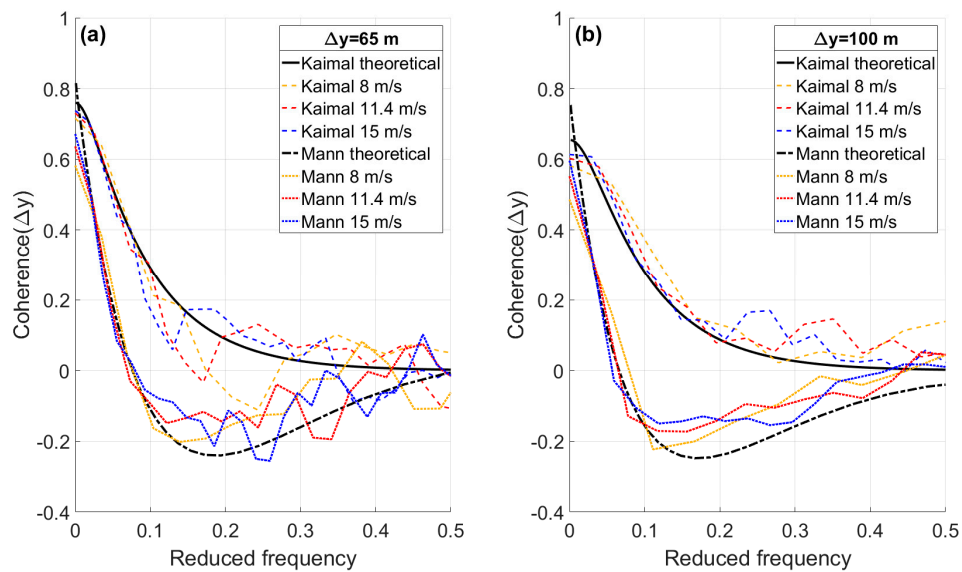 (a)
Δy=65 m
Kaimal theoretical
Kaimal 8 m/s
Kaimal 11.4 m/s
Kaimal 15 m/s
Mann theoretical
Mann 8 m/s
Mann 11.4 m/s
Mann 15 m/s
1
0.8
0.6
0.4
0.2
0
-0.2
-0.4
Coherence(Δy)
0 0.1 0.2 0.3 0.4 0.5
Reduced frequency
(b)
Δy=100 m
Kaimal theoretical
Kaimal 8 m/s
Kaimal 11.4 m/s
Kaimal 15 m/s
Mann theoretical
Mann 8 m/s
Mann 11.4 m/s
Mann 15 m/s
1
0.8
0.6
0.4
0.2
0
-0.2
-0.4
Coherence(Δy)
0 0.1 0.2 0.3 0.4 0.5
Reduced frequency